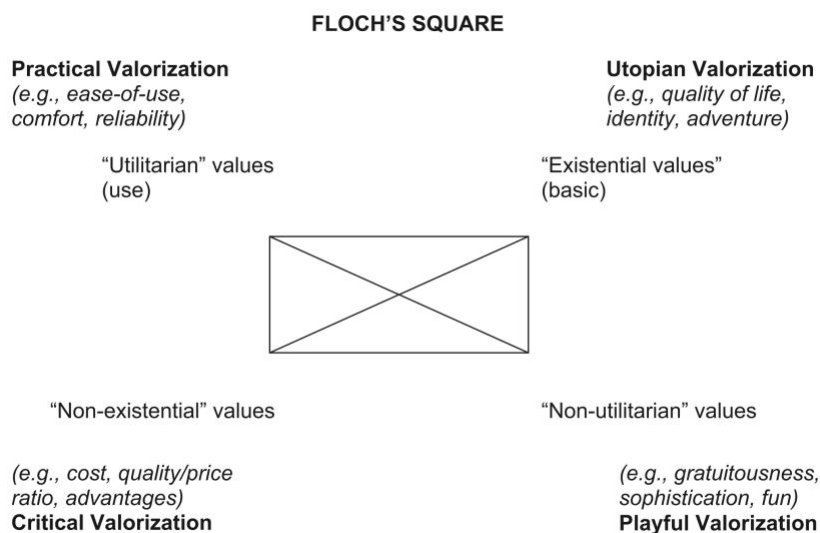 FLOCH’S SQUARE
Practical Valorization
(e.g., ease-of-use,
comfort, reliability)
Utopian Valorization
(e.g., quality of life,
identity, adventure)
“Utilitarian” values
(use)
“Existential values”
(basic)
“Non-existential” values
“Non-utilitarian” values
(e.g., cost, quality/price
ratio, advantages)
Critical Valorization
(e.g., gratuitousness,
sophistication, fun)
Playful Valorization